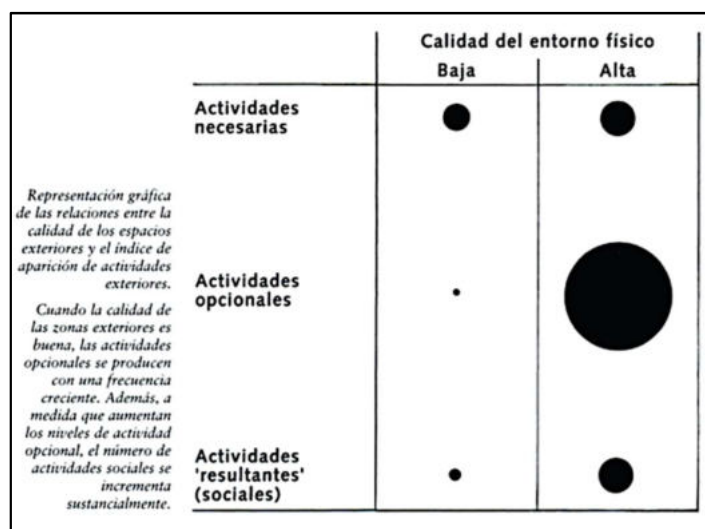 Calidad del entorno físico
Baja
Alta
Actividades
necesarias
Actividades
opcionales
Actividades
'resultantes'
(sociales)
Representación gráfica
de las relaciones entre la
calidad de los espacios
exteriores y el índice de
aparición de actividades
exteriores.
Cuando la calidad de
las zonas exteriores es
buena, las actividades
opcionales se producen
con una frecuencia
creciente. Además, a
medida que aumentan
los niveles de actividad
opcional, el número de
actividades sociales se
incrementa
sustancialmente.